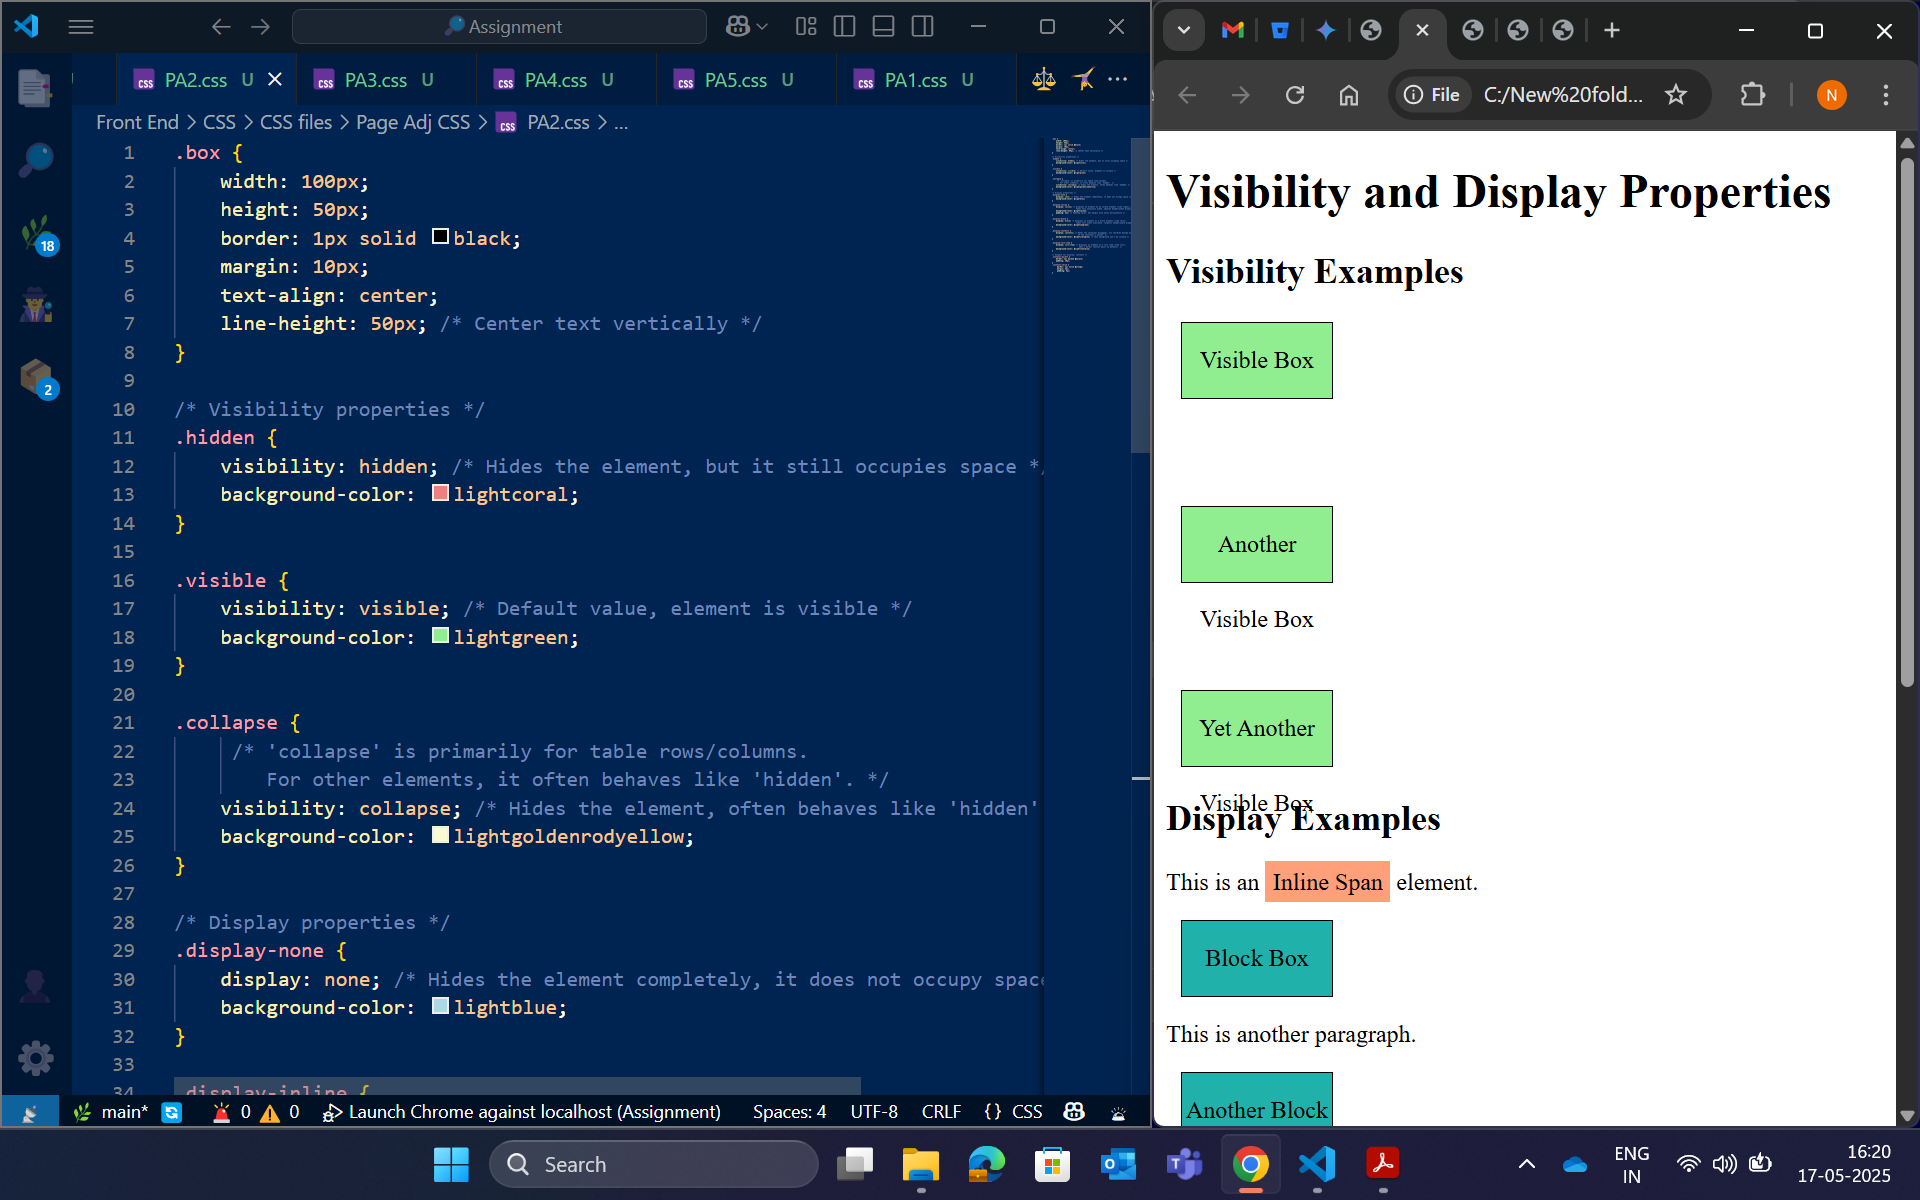 Assignment
PA2.css U
PA3.css U
PA4.css U
PA5.css U
PA1.css U
Front End > CSS > CSS files > Page Adj CSS > PA2.css > ...
18
2
1 .box {
2 width: 100px;
3 height: 50px;
4 border: 1px solid black;
5 margin: 10px;
6 text-align: center;
7 line-height: 50px; /* Center text vertically */
8 }
9
10 /* Visibility properties */
11 .hidden {
12 visibility: hidden; /* Hides the element, but it still occupies space *
13 background-color: lightcoral;
14 }
15
16 .visible {
17 visibility: visible; /* Default value, element is visible */
18 background-color: lightgreen;
19 }
20
21 .collapse {
22 /* 'collapse' is primarily for table rows/columns.
23 For other elements, it often behaves like 'hidden'. */
24 visibility: collapse; /* Hides the element, often behaves like 'hidden'
25 background-color: lightgoldenrodyellow;
26 }
27
28 /* Display properties */
29 .display-none {
30 display: none; /* Hides the element completely, it does not occupy space
31 background-color: lightblue;
32 }
33
34 .display-inline {
main* 0 0 Launch Chrome against localhost (Assignment) Spaces: 4 UTF-8 CRLF {} CSS
File C:/New%20fold...
N
Visibility and Display Properties
Visibility Examples
Visible Box
Another
Visible Box
Yet Another
Visible Box
Display Examples
This is an Inline Span element.
Block Box
This is another paragraph.
Another Block
Search
ENG
IN
16:20
17-05-2025